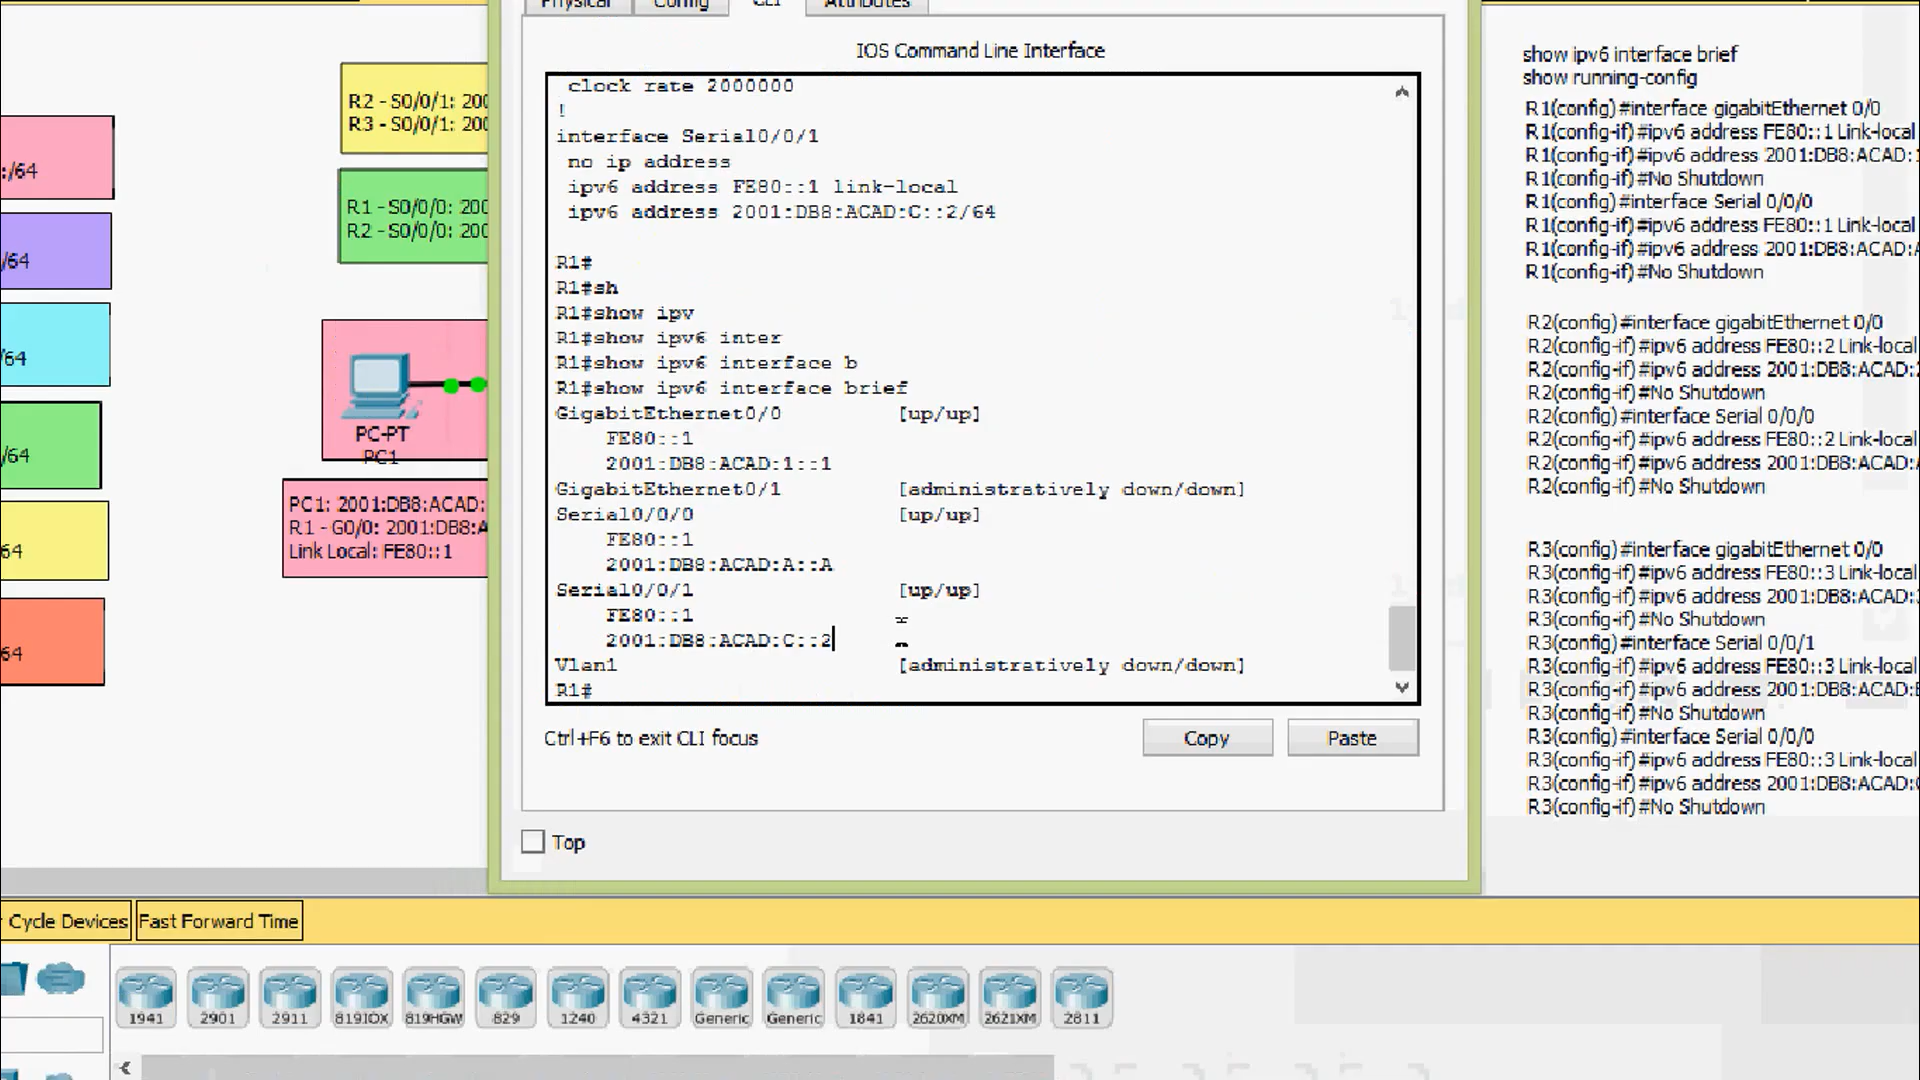 Physical
Config
CLI
Attributes
IOS Command Line Interface
clock rate 2000000
!
interface Serial0/0/1
no ip address
ipv6 address FE80::1 link-local
ipv6 address 2001:DB8:ACAD:C::2/64
R1#
R1#sh
R1#show ipv
R1#show ipv6 inter
R1#show ipv6 interface b
R1#show ipv6 interface brief
GigabitEthernet0/0 [up/up]
FE80::1
2001:DB8:ACAD:1::1
GigabitEthernet0/1 [administratively down/down]
Serial0/0/0 [up/up]
FE80::1
2001:DB8:ACAD:A::A
Serial0/0/1 [up/up]
FE80::1
2001:DB8:ACAD:C::2
Vlan1 [administratively down/down]
R1#
Ctrl+F6 to exit CLI focus
Copy
Paste
Top
:/64
/64
/64
/64
64
64
R2 - S0/0/1: 200
R3 - S0/0/1: 200
R1 - S0/0/0: 200
R2 - S0/0/0: 200
PC-PT
PC1
PC1: 2001:DB8:ACAD:
R1 - G0/0: 2001:DB8:A
Link Local: FE80::1
show ipv6 interface brief
show running-config
R1(config) #interface gigabitEthernet 0/0
R1(config-if) #ipv6 address FE80::1 Link-local
R1(config-if) #ipv6 address 2001:DB8:ACAD:1
R1(config-if) #No Shutdown
R1(config) #interface Serial 0/0/0
R1(config-if) #ipv6 address FE80::1 Link-local
R1(config-if) #ipv6 address 2001:DB8:ACAD:A
R1(config-if) #No Shutdown
R2(config) #interface gigabitEthernet 0/0
R2(config-if) #ipv6 address FE80::2 Link-local
R2(config-if) #ipv6 address 2001:DB8:ACAD:2
R2(config-if) #No Shutdown
R2(config) #interface Serial 0/0/0
R2(config-if) #ipv6 address FE80::2 Link-local
R2(config-if) #ipv6 address 2001:DB8:ACAD:A
R2(config-if) #No Shutdown
R3(config) #interface gigabitEthernet 0/0
R3(config-if) #ipv6 address FE80::3 Link-local
R3(config-if) #ipv6 address 2001:DB8:ACAD:3
R3(config-if) #No Shutdown
R3(config) #interface Serial 0/0/1
R3(config-if) #ipv6 address FE80::3 Link-local
R3(config-if) #ipv6 address 2001:DB8:ACAD:B
R3(config-if) #No Shutdown
R3(config) #interface Serial 0/0/0
R3(config-if) #ipv6 address FE80::3 Link-local
R3(config-if) #ipv6 address 2001:DB8:ACAD:C
R3(config-if) #No Shutdown
Cycle Devices
Fast Forward Time
1941
2901
2911
819IOX
819HGW
829
1240
4321
Generic
Generic
1841
2620XM
2621XM
2811